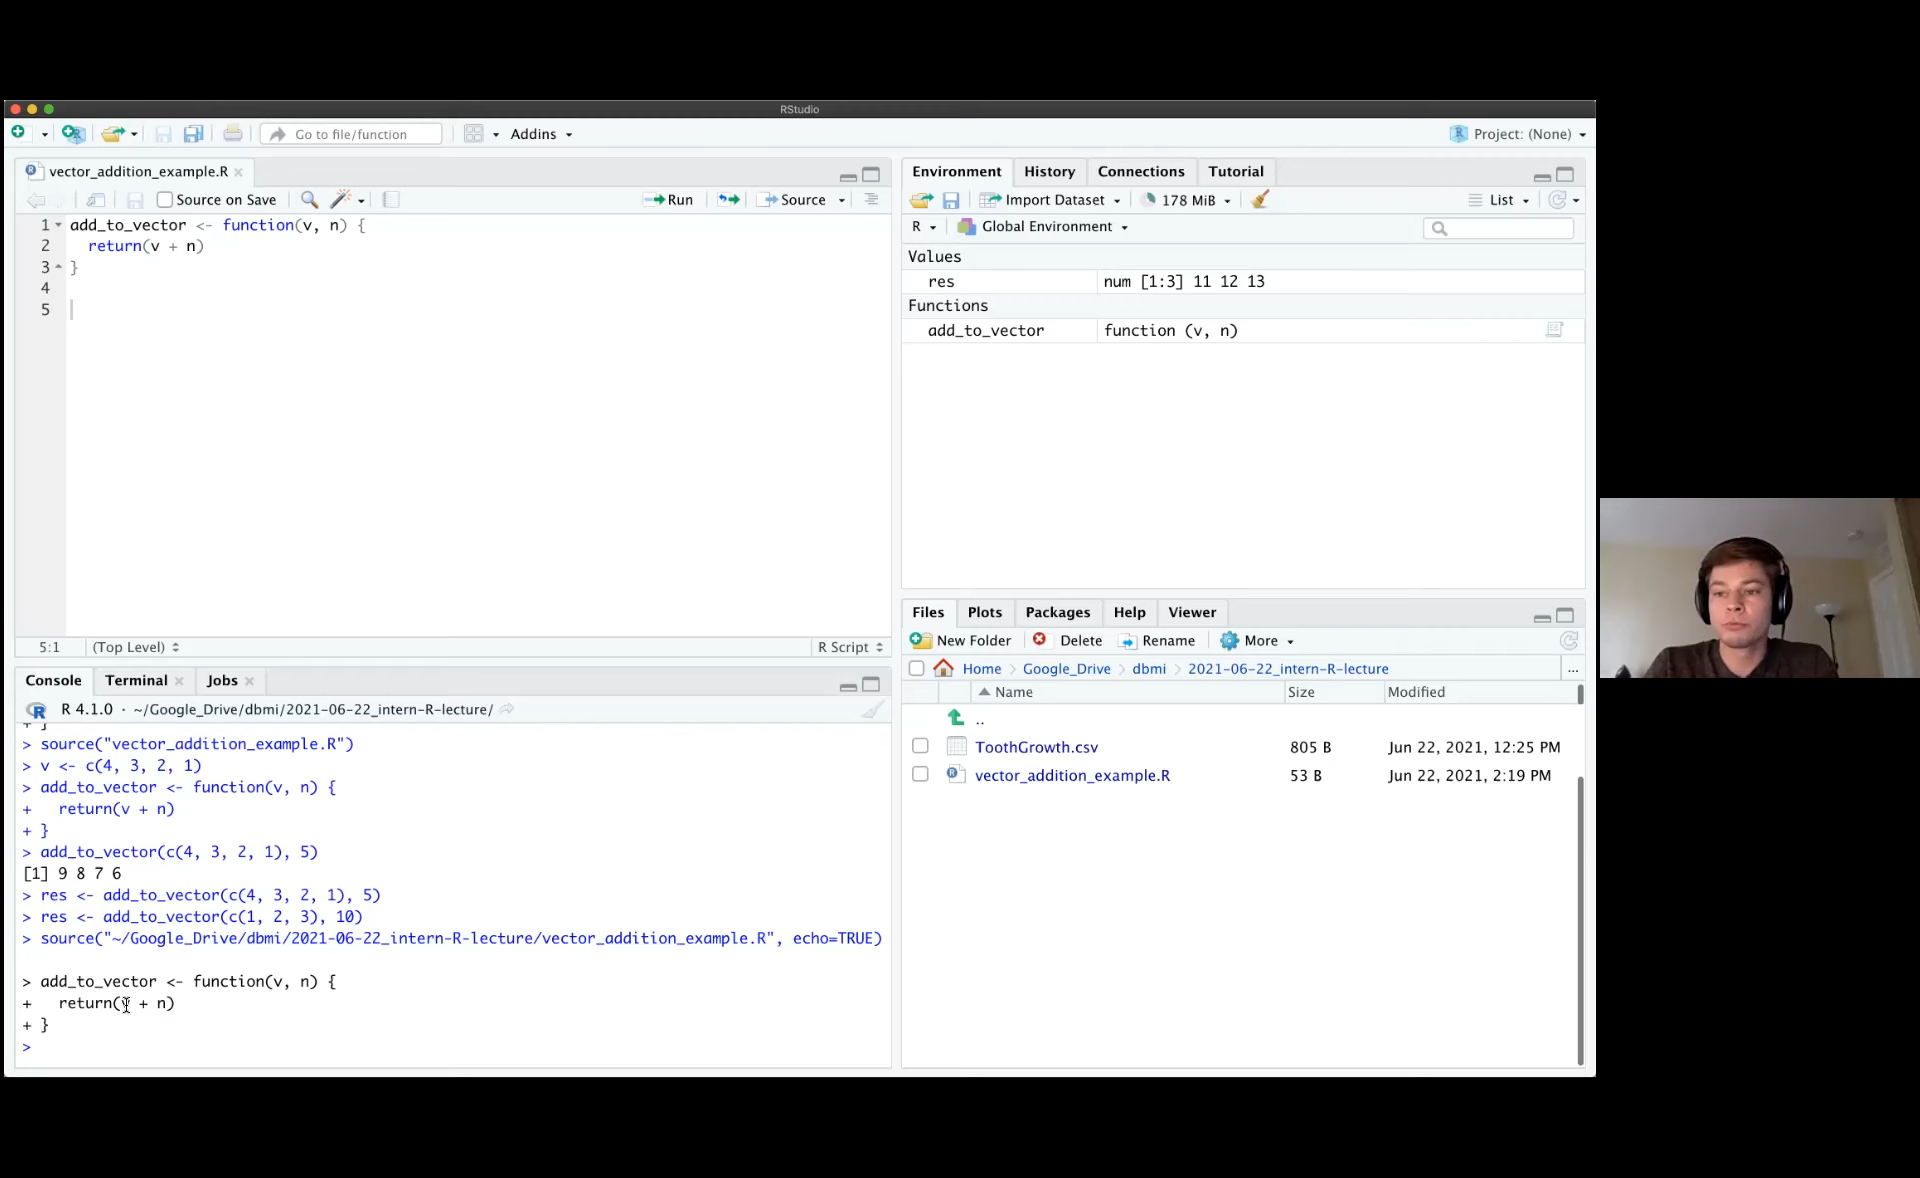 RStudio
Go to file/function
Addins
Project: (None)
vector_addition_example.R
Source on Save
Run
Source
1 add_to_vector <- function(v, n) {
2   return(v + n)
3 }
4
5
5:1
(Top Level)
R Script
Console
Terminal
Jobs
R 4.1.0 · ~/Google_Drive/dbmi/2021-06-22_intern-R-lecture/
+ }
> source("vector_addition_example.R")
> v <- c(4, 3, 2, 1)
> add_to_vector <- function(v, n) {
+   return(v + n)
+ }
> add_to_vector(c(4, 3, 2, 1), 5)
[1] 9 8 7 6
> res <- add_to_vector(c(4, 3, 2, 1), 5)
> res <- add_to_vector(c(1, 2, 3), 10)
> source("~/Google_Drive/dbmi/2021-06-22_intern-R-lecture/vector_addition_example.R", echo=TRUE)
> add_to_vector <- function(v, n) {
+   return(v + n)
+ }
>
Environment
History
Connections
Tutorial
Import Dataset
178 MiB
List
R
Global Environment
Values
res num [1:3] 11 12 13
Functions
add_to_vector function (v, n)
Files
Plots
Packages
Help
Viewer
New Folder
Delete
Rename
More
Home
Google_Drive
dbmi
2021-06-22_intern-R-lecture
...
Name Size Modified
..
ToothGrowth.csv 805 B Jun 22, 2021, 12:25 PM
vector_addition_example.R 53 B Jun 22, 2021, 2:19 PM